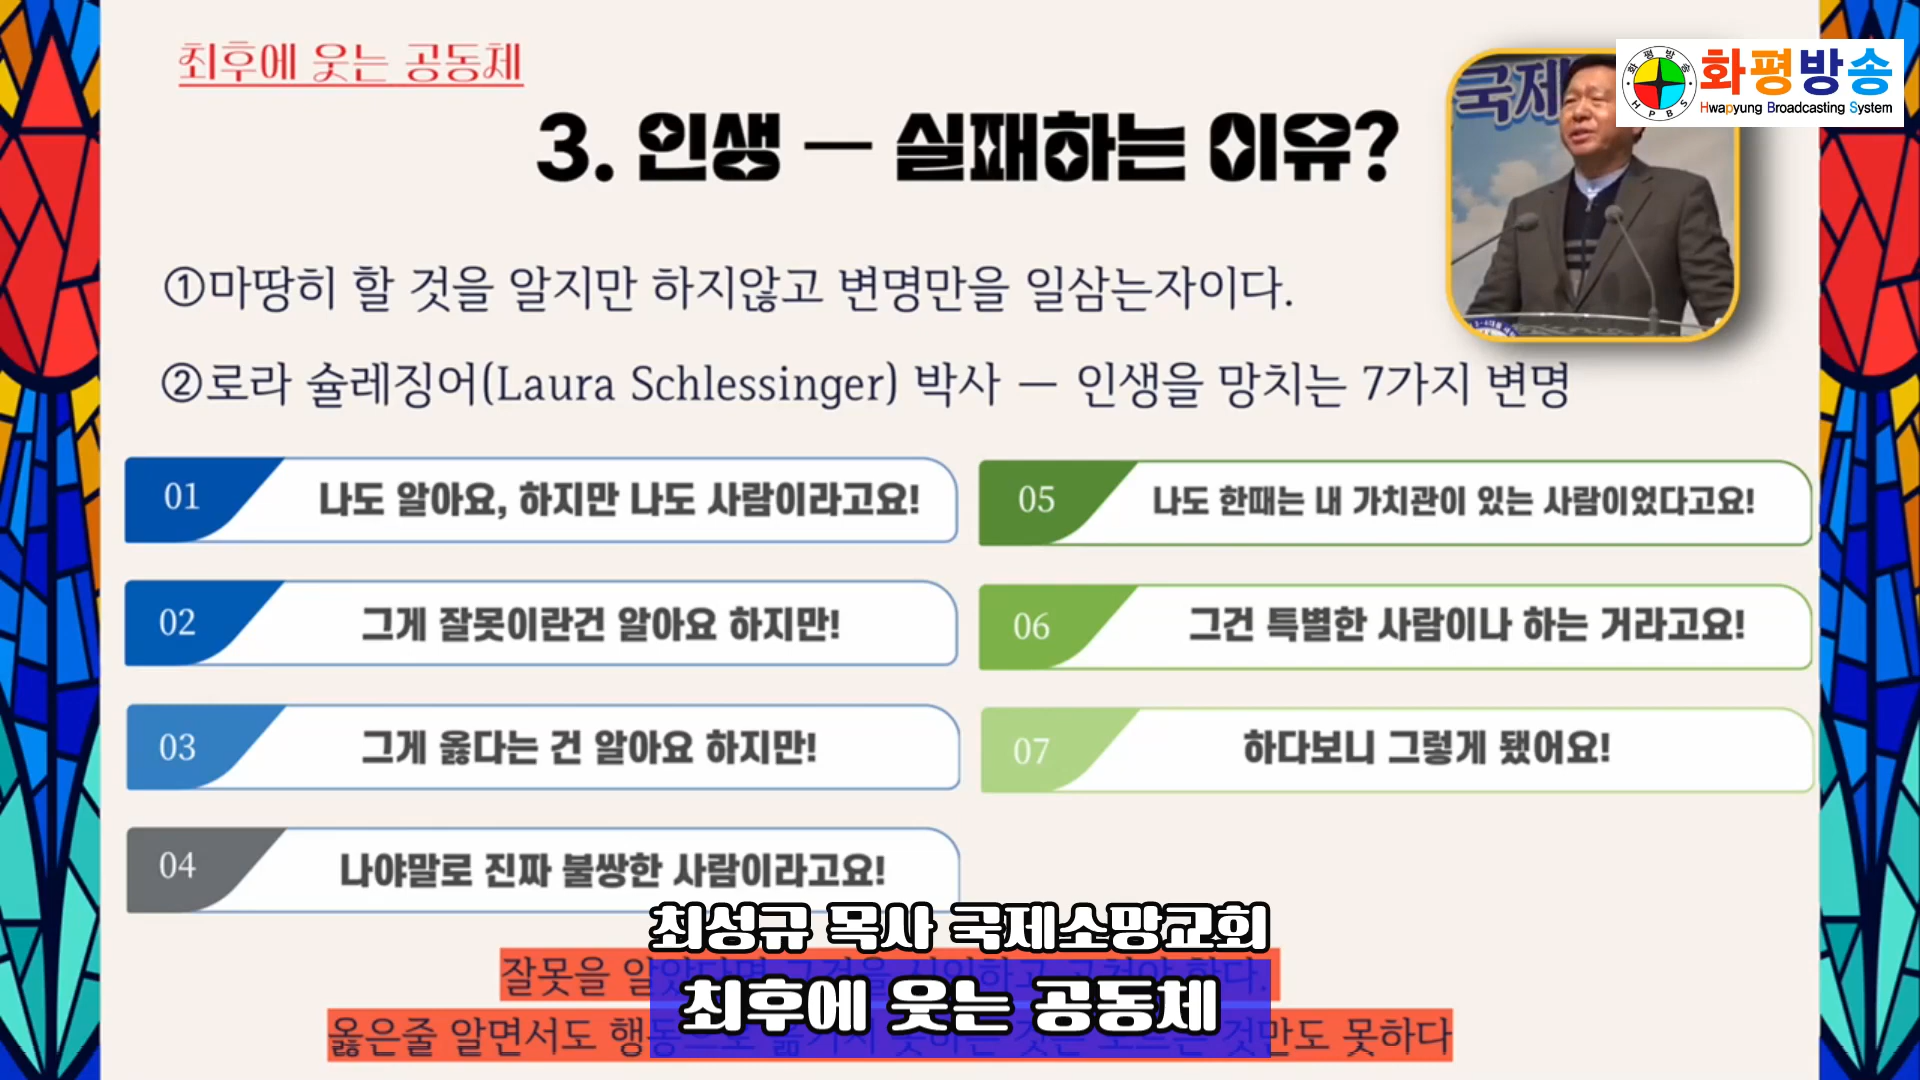 최후에 웃는 공동체
화평방송
Hwapyung Broadcasting System
화평방송
HPBS
국제
3. 인생 – 실패하는 이유?
①마땅히 할 것을 알지만 하지않고 변명만을 일삼는자이다.
②로라 슐레징어(Laura Schlessinger) 박사 – 인생을 망치는 7가지 변명
01 나도 알아요, 하지만 나도 사람이라고요!
02 그게 잘못이란건 알아요 하지만!
03 그게 옳다는 건 알아요 하지만!
04 나야말로 진짜 불쌍한 사람이라고요!
05 나도 한때는 내 가치관이 있는 사람이었다고요!
06 그건 특별한 사람이나 하는 거라고요!
07 하다보니 그렇게 됐어요!
최성규 목사 국제소망교회
잘못을
최후에 웃는 공동체
옳은줄 알면서도 못하다